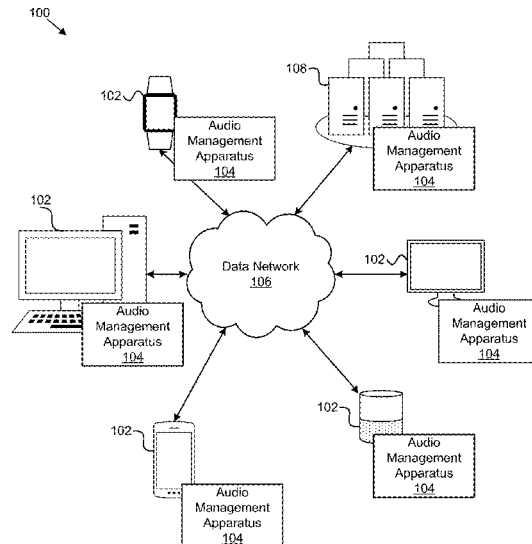 100
102
Audio
Management
Apparatus
104
108
Audio
Management
Apparatus
104
102
Audio
Management
Apparatus
104
Data Network
106
102
Audio
Management
Apparatus
104
102
Audio
Management
Apparatus
104
102
Audio
Management
Apparatus
104